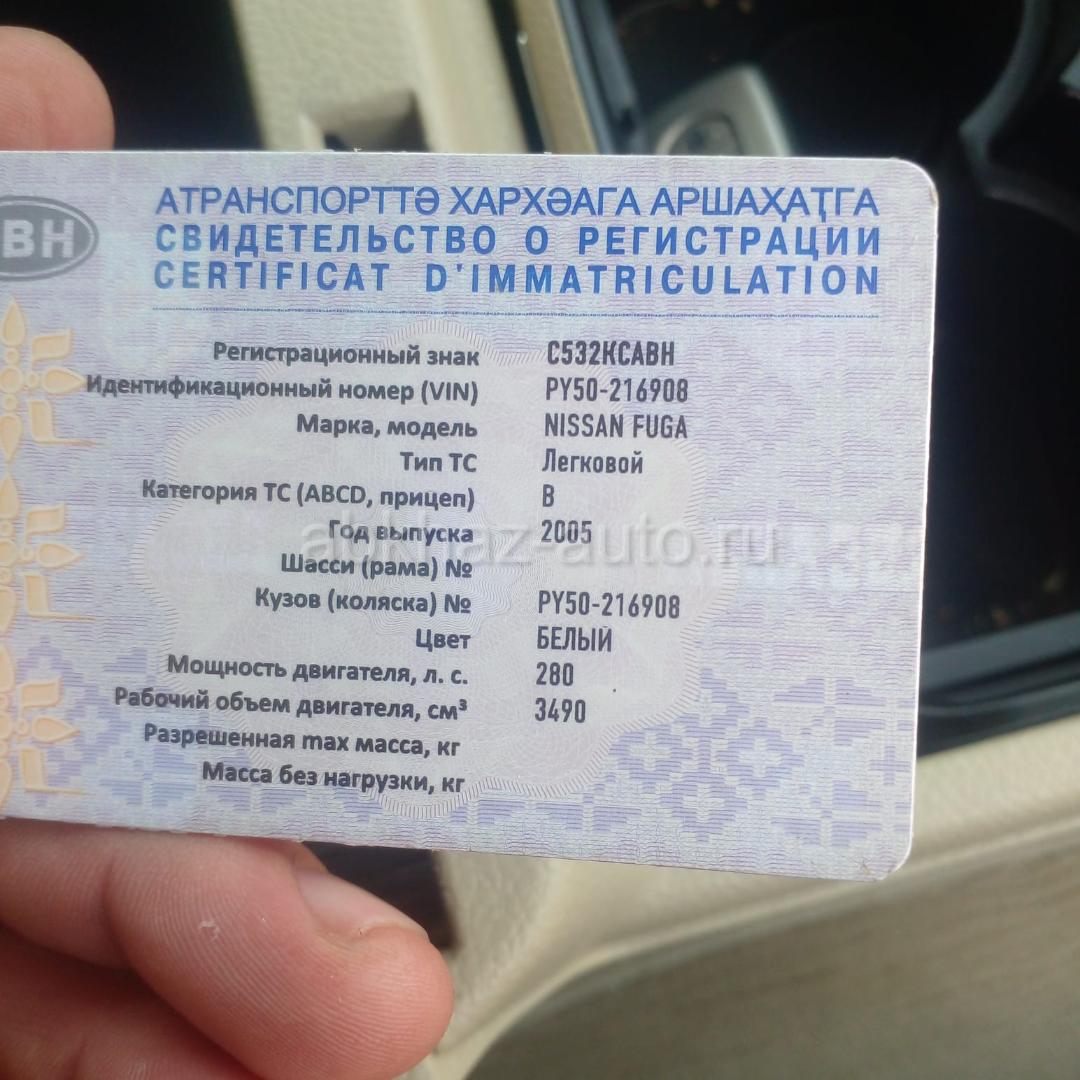 ВН
АТРАНСПОРТТӘ ХАРХӘАГА АРШАҲАҬГА
СВИДЕТЕЛЬСТВО О РЕГИСТРАЦИИ
CERTIFICAT D'IMMATRICULATION
Регистрационный знак С532КСАВН
Идентификационный номер (VIN) PY50-216908
Марка, модель NISSAN FUGA
Тип ТС Легковой
Категория ТС (ABCD, прицеп) B
Год выпуска 2005
abkhaz-auto.ru
Шасси (рама) №
Кузов (коляска) № PY50-216908
Цвет БЕЛЫЙ
Мощность двигателя, л. с. 280
Рабочий объем двигателя, см³ 3490
Разрешенная max масса, кг
Масса без нагрузки, кг